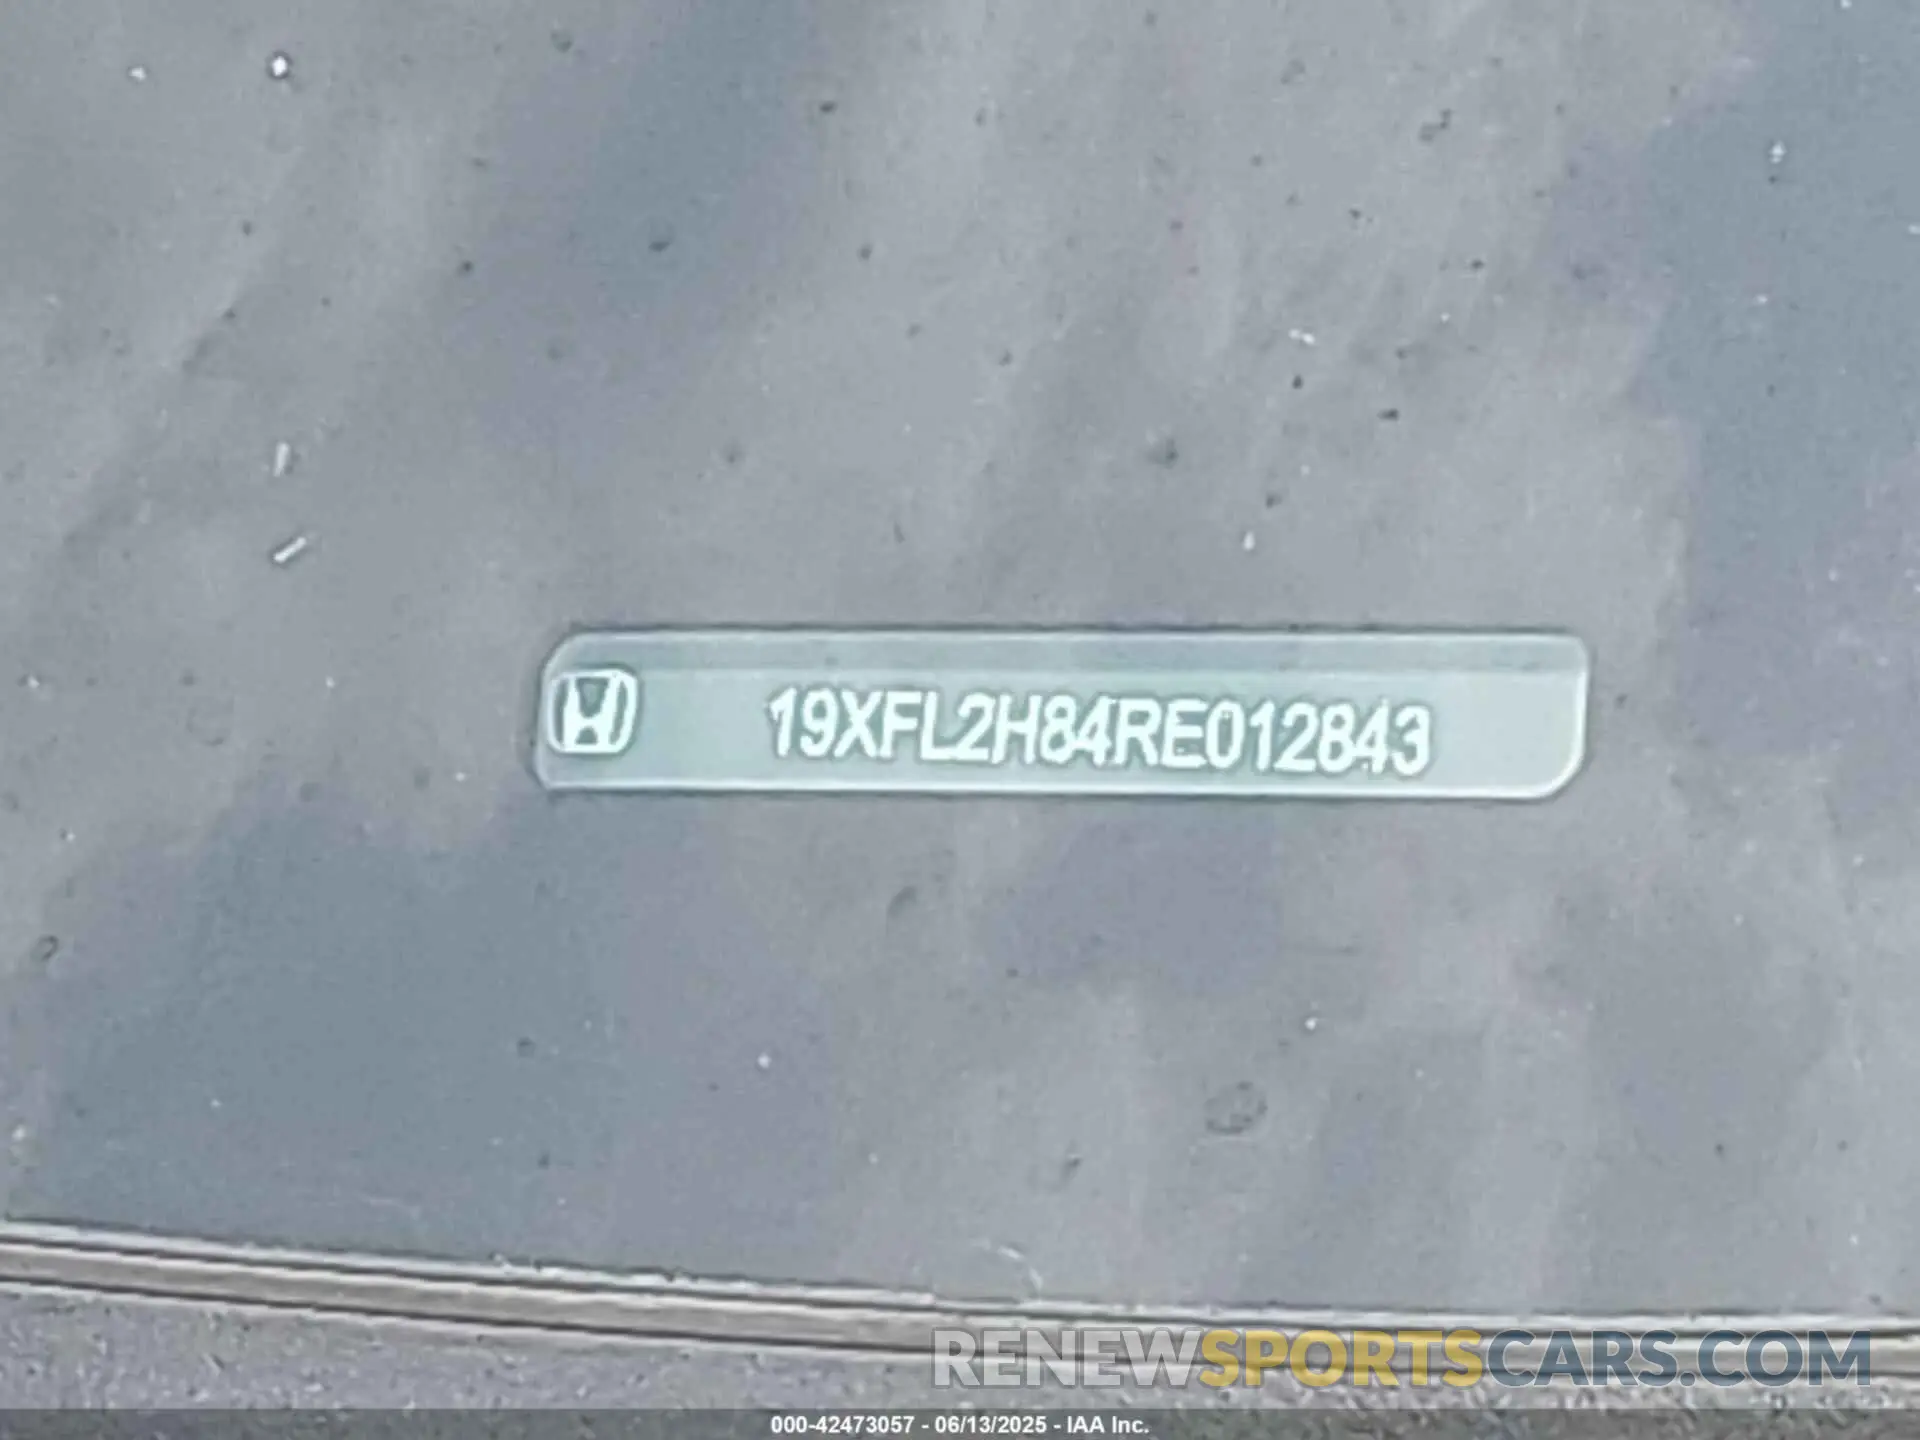 19XFL2H84RE012843
RENEWSPORTSCARS.COM
000-42473057 - 06/13/2025 - IAA Inc.